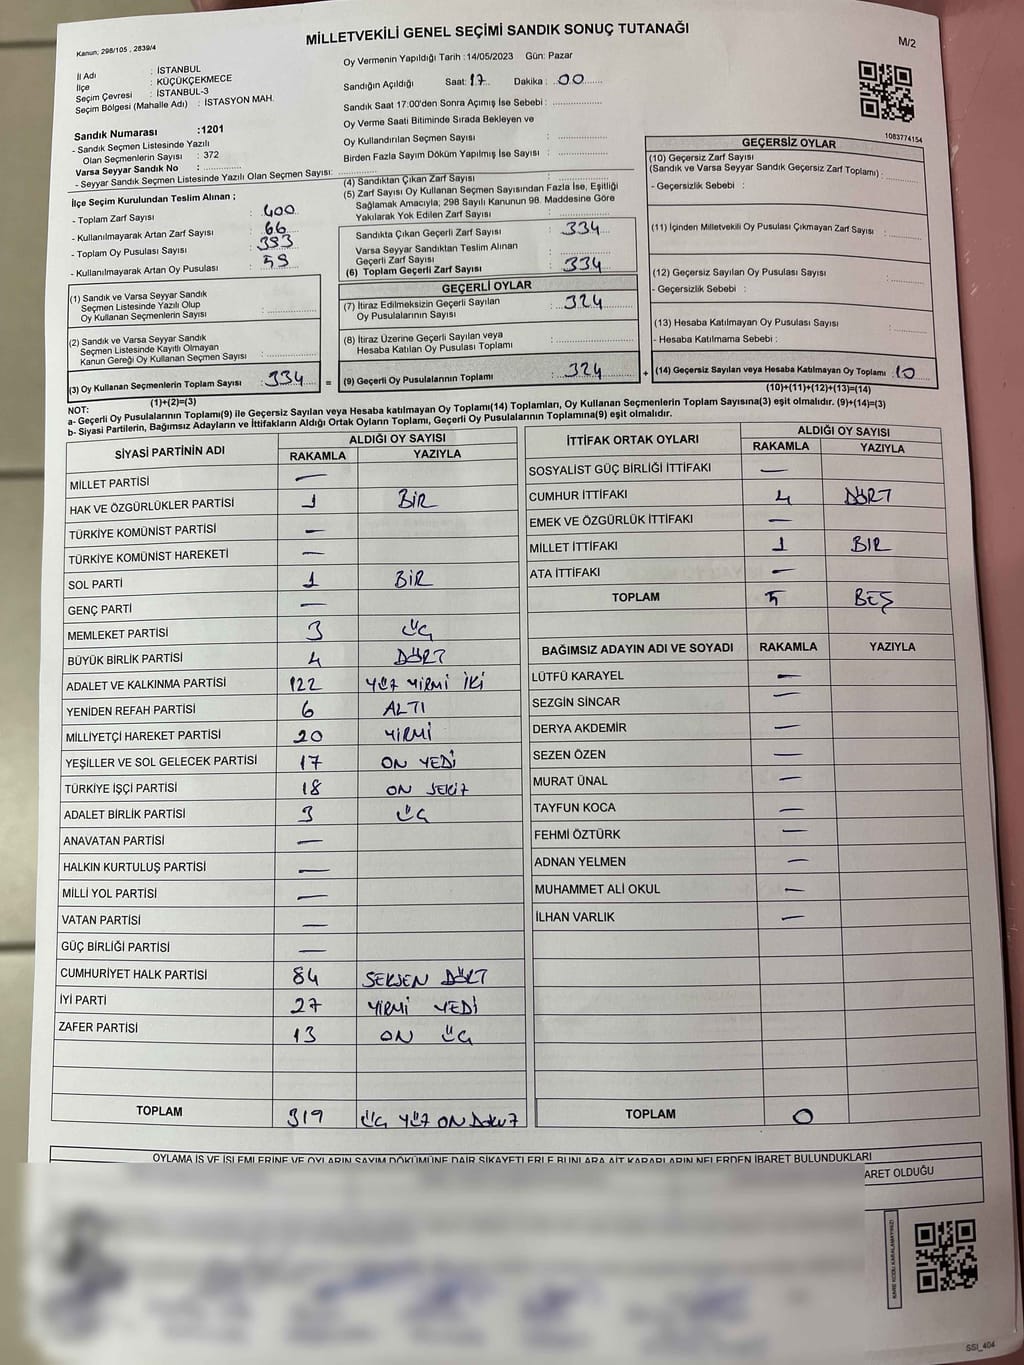 Kanun; 298/105 , 2839/4
MİLLETVEKİLİ GENEL SEÇİMİ SANDIK SONUÇ TUTANAĞI
M/2
İl Adı : İSTANBUL
İlçe : KÜÇÜKÇEKMECE
Seçim Çevresi : İSTANBUL-3
Seçim Bölgesi (Mahalle Adı) : İSTASYON MAH.
Sandık Numarası :1201
- Sandık Seçmen Listesinde Yazılı
Olan Seçmenlerin Sayısı : 372
Varsa Seyyar Sandık No :
- Seyyar Sandık Seçmen Listesinde Yazılı Olan Seçmen Sayısı:
Oy Vermenin Yapıldığı Tarih :14/05/2023 Gün: Pazar
Sandığın Açıldığı Saat: 17 Dakika : 00
Sandık Saat 17:00'den Sonra Açımış İse Sebebi :
Oy Verme Saati Bitiminde Sırada Bekleyen ve
Oy Kullandırılan Seçmen Sayısı :
Birden Fazla Sayım Döküm Yapılmış İse Sayısı :
1083774154
İlçe Seçim Kurulundan Teslim Alınan ;
- Toplam Zarf Sayısı : 400
- Kullanılmayarak Artan Zarf Sayısı : 66
- Toplam Oy Pusulası Sayısı : 393
- Kullanılmayarak Artan Oy Pusulası : 59
(1) Sandık ve Varsa Seyyar Sandık
Seçmen Listesinde Yazılı Olup
Oy Kullanan Seçmenlerin Sayısı :
(2) Sandık ve Varsa Seyyar Sandık
Seçmen Listesinde Kayıtlı Olmayan
Kanun Gereği Oy Kullanan Seçmen Sayısı :
(3) Oy Kullanan Seçmenlerin Toplam Sayısı : 334 =
(1)+(2)=(3)
(4) Sandıktan Çıkan Zarf Sayısı :
(5) Zarf Sayısı Oy Kullanan Seçmen Sayısından Fazla İse, Eşitliği
Sağlamak Amacıyla; 298 Sayılı Kanunun 98. Maddesine Göre
Yakılarak Yok Edilen Zarf Sayısı :
Sandıkta Çıkan Geçerli Zarf Sayısı : 334
Varsa Seyyar Sandıktan Teslim Alınan
Geçerli Zarf Sayısı :
(6) Toplam Geçerli Zarf Sayısı : 334
GEÇERLİ OYLAR
(7) İtiraz Edilmeksizin Geçerli Sayılan
Oy Pusulalarının Sayısı : 324
(8) İtiraz Üzerine Geçerli Sayılan veya
Hesaba Katılan Oy Pusulası Toplamı :
(9) Geçerli Oy Pusulalarının Toplamı : 324 +
GEÇERSİZ OYLAR
(10) Geçersiz Zarf Sayısı
(Sandık ve Varsa Seyyar Sandık Geçersiz Zarf Toplamı) :
- Geçersizlik Sebebi :
(11) İçinden Milletvekili Oy Pusulası Çıkmayan Zarf Sayısı :
(12) Geçersiz Sayılan Oy Pusulası Sayısı :
- Geçersizlik Sebebi :
(13) Hesaba Katılmayan Oy Pusulası Sayısı :
- Hesaba Katılmama Sebebi :
(14) Geçersiz Sayılan veya Hesaba Katılmayan Oy Toplamı : 10
(10)+(11)+(12)+(13)=(14)
NOT:
a- Geçerli Oy Pusulalarının Toplamı(9) ile Geçersiz Sayılan veya Hesaba katılmayan Oy Toplamı(14) Toplamları, Oy Kullanan Seçmenlerin Toplam Sayısına(3) eşit olmalıdır. (9)+(14)=(3)
b- Siyasi Partilerin, Bağımsız Adayların ve İttifakların Aldığı Ortak Oyların Toplamı, Geçerli Oy Pusulalarının Toplamına(9) eşit olmalıdır.
SİYASİ PARTİNİN ADI ALDIĞI OY SAYISI
RAKAMLA YAZIYLA
MİLLET PARTİSİ —
HAK VE ÖZGÜRLÜKLER PARTİSİ 1 BİR
TÜRKİYE KOMÜNİST PARTİSİ —
TÜRKİYE KOMÜNİST HAREKETİ —
SOL PARTİ 1 BİR
GENÇ PARTİ —
MEMLEKET PARTİSİ 3 ÜÇ
BÜYÜK BİRLİK PARTİSİ 4 DÖRT
ADALET VE KALKINMA PARTİSİ 122 YÜZ YİRMİ İKİ
YENİDEN REFAH PARTİSİ 6 ALTI
MİLLİYETÇİ HAREKET PARTİSİ 20 YİRMİ
YEŞİLLER VE SOL GELECEK PARTİSİ 17 ON YEDİ
TÜRKİYE İŞÇİ PARTİSİ 18 ON SEKİZ
ADALET BİRLİK PARTİSİ 3 ÜÇ
ANAVATAN PARTİSİ —
HALKIN KURTULUŞ PARTİSİ —
MİLLİ YOL PARTİSİ —
VATAN PARTİSİ —
GÜÇ BİRLİĞİ PARTİSİ —
CUMHURİYET HALK PARTİSİ 84 SEKSEN DÖRT
İYİ PARTİ 27 YİRMİ YEDİ
ZAFER PARTİSİ 13 ON ÜÇ
TOPLAM 319 ÜÇ YÜZ ON DOKUZ
İTTİFAK ORTAK OYLARI ALDIĞI OY SAYISI
RAKAMLA YAZIYLA
SOSYALİST GÜÇ BİRLİĞİ İTTİFAKI —
CUMHUR İTTİFAKI 4 DÖRT
EMEK VE ÖZGÜRLÜK İTTİFAKI —
MİLLET İTTİFAKI 1 BIR
ATA İTTİFAKI —
TOPLAM 5 BEŞ
BAĞIMSIZ ADAYIN ADI VE SOYADI RAKAMLA YAZIYLA
LÜTFÜ KARAYEL —
SEZGİN SİNCAR —
DERYA AKDEMİR —
SEZEN ÖZEN —
MURAT ÜNAL —
TAYFUN KOCA —
FEHMİ ÖZTÜRK —
ADNAN YELMEN —
MUHAMMET ALİ OKUL —
İLHAN VARLIK —
TOPLAM 0
OYLAMA İŞ VE İŞLEMLERİNE VE OYLARIN SAYIM DÖKÜMÜNE DAİR ŞİKAYETLERLE BUNLARA AİT KARARLARIN NELERDEN İBARET BULUNDUKLARI
ARET OLDUĞU
KARE KODU KARALAMAYINIZ!
SSİ_404